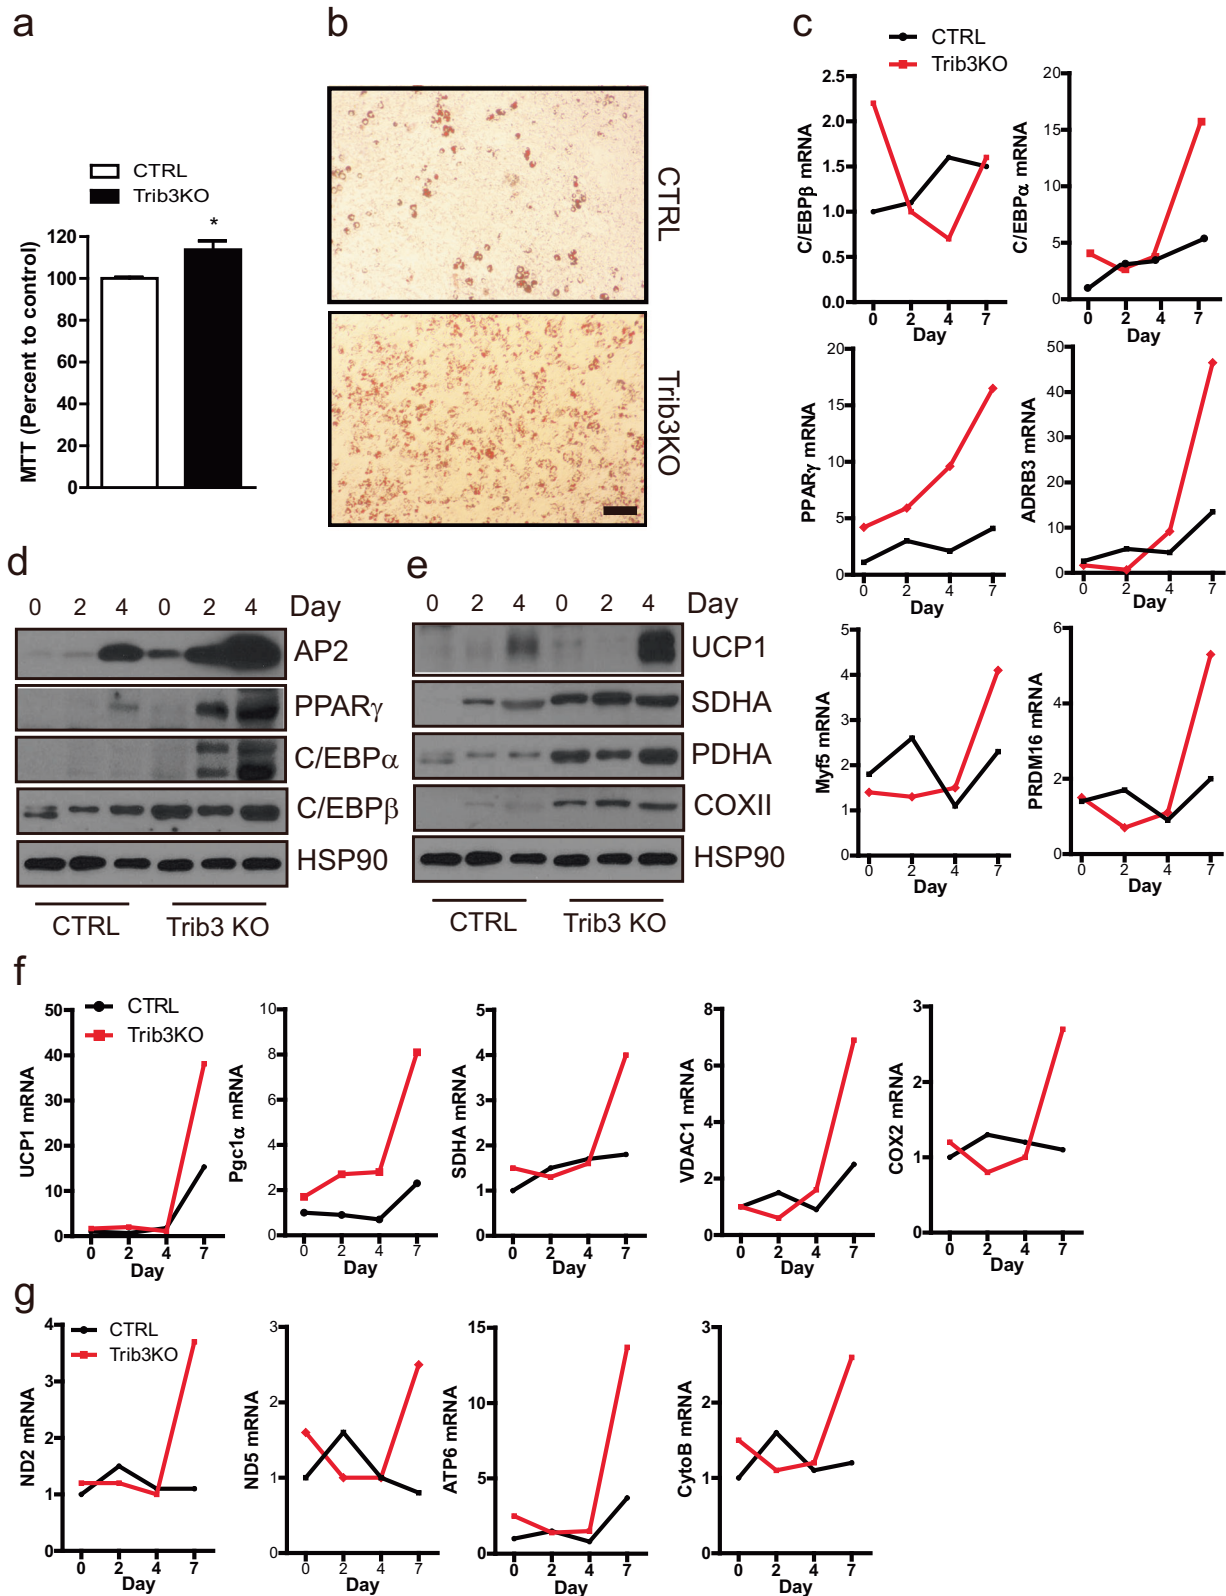 a
CTRL
Trib3KO
*
MTT (Percent to control)
120
100
80
60
40
20
0
b
CTRL
Trib3KO
c
CTRL
Trib3KO
C/EBPβ mRNA
2.5
2.0
1.5
1.0
0.5
0.0
0 2 4 7
Day
C/EBPα mRNA
20
15
10
5
0
0 2 4 7
Day
PPARγ mRNA
20
15
10
5
0
0 2 4 7
Day
ADRB3 mRNA
50
40
30
20
10
0
0 2 4 7
Day
Myf5 mRNA
5
4
3
2
1
0
0 2 4 7
Day
PRDM16 mRNA
6
4
2
0
0 2 4 7
Day
d
0 2 4 0 2 4 Day
AP2
PPARγ
C/EBPα
C/EBPβ
HSP90
CTRL Trib3 KO
e
0 2 4 0 2 4 Day
UCP1
SDHA
PDHA
COXII
HSP90
CTRL Trib3 KO
f
CTRL
Trib3KO
UCP1 mRNA
50
40
30
20
10
0
0 2 4 7
Day
Pgc1α mRNA
10
8
6
4
2
0
0 2 4 7
Day
SDHA mRNA
5
4
3
2
1
0
0 2 4 7
Day
VDAC1 mRNA
8
6
4
2
0
0 2 4 7
Day
COX2 mRNA
3
2
1
0
0 2 4 7
Day
g
CTRL
Trib3KO
ND2 mRNA
4
3
2
1
0
0 2 4 7
Day
ND5 mRNA
3
2
1
0
0 2 4 7
Day
ATP6 mRNA
15
10
5
0
0 2 4 7
Day
CytoB mRNA
3
2
1
0
0 2 4 7
Day